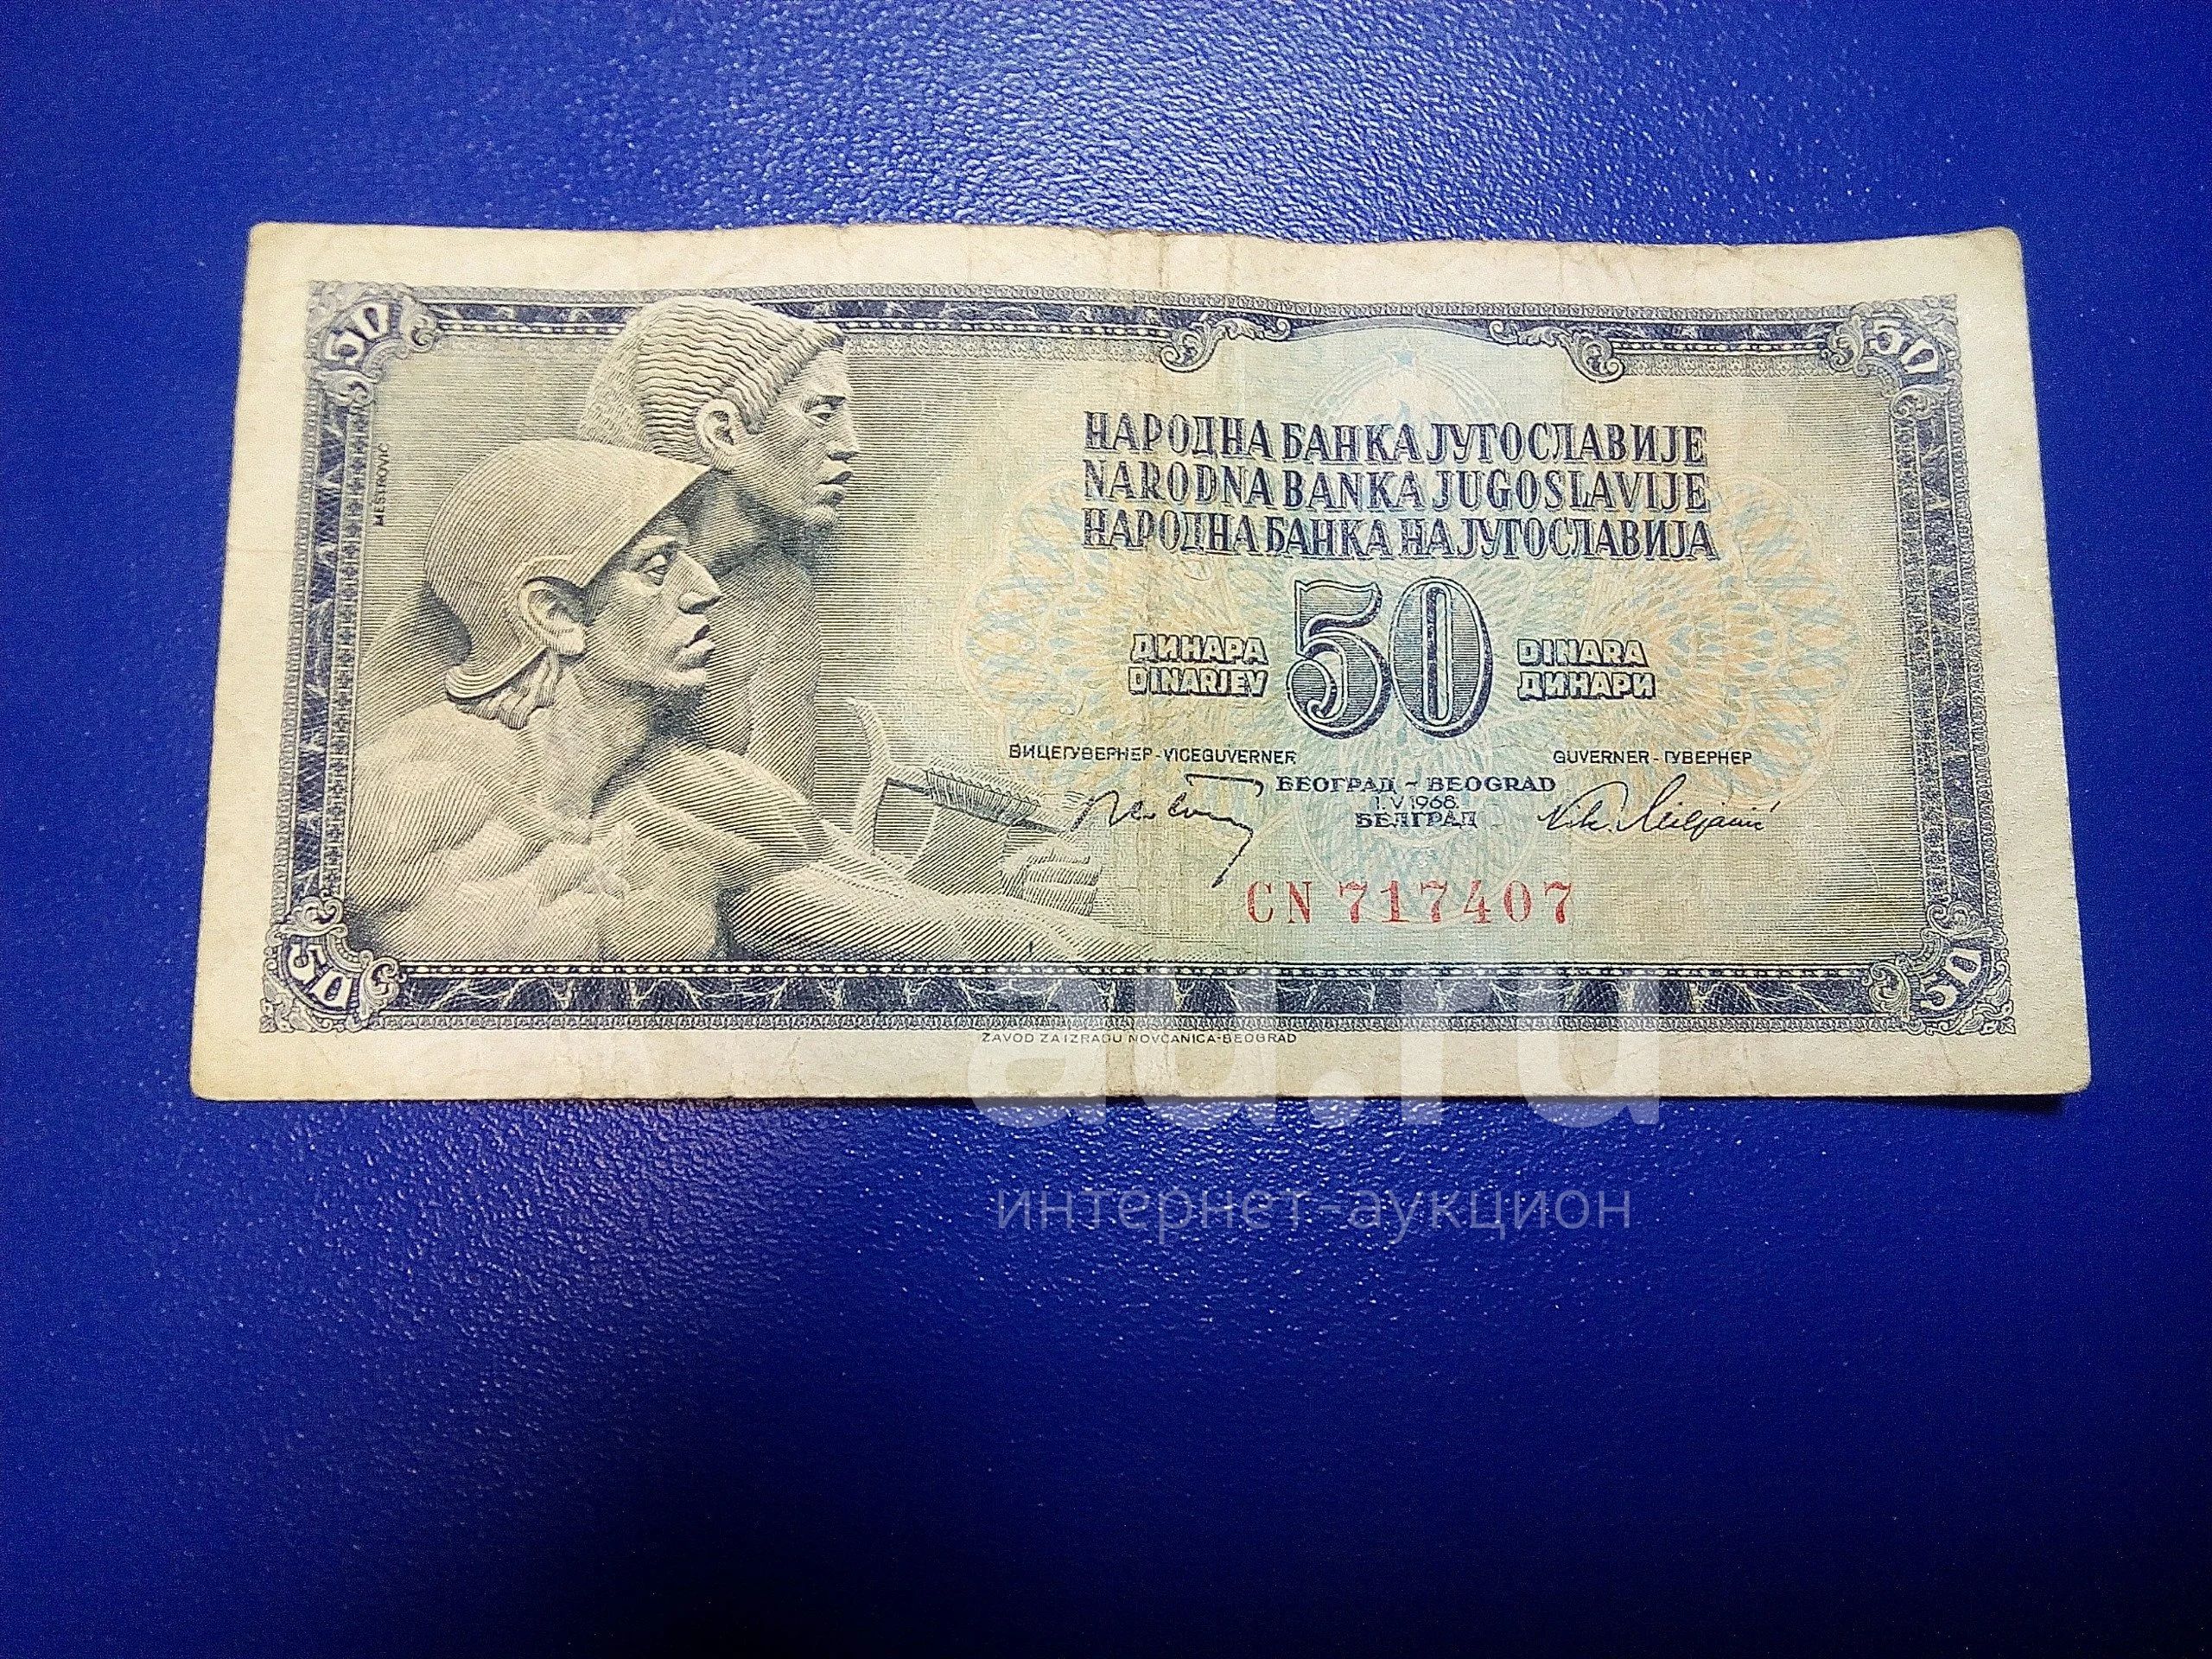 50
50
MEŠTROVIĆ
НАРОДНА БАНКА ЈУГОСЛАВИЈЕ
NARODNA BANKA JUGOSLAVIJE
НАРОДНА БАНКА НА ЈУГОСЛАВИЈА
ДИНАРА 50 DINARA
DINARJEV ДИНАРИ
ВИЦЕГУВЕРНЕР-VICEGUVERNER GUVERNER-ГУВЕРНЕР
БЕОГРАД ~ BEOGRAD
1.V.1968.
БЕЛГРАД
CN 717407
50
50
ZAVOD ZA IZRADU NOVČANICA-BEOGRAD
au.ru
интернет-аукцион